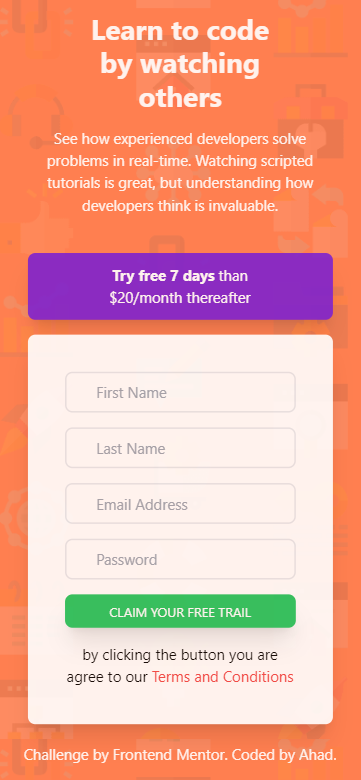 Learn to code
by watching
others
See how experienced developers solve
problems in real-time. Watching scripted
tutorials is great, but understanding how
developers think is invaluable.
Try free 7 days than
$20/month thereafter
First Name
Last Name
Email Address
Password
CLAIM YOUR FREE TRAIL
by clicking the button you are
agree to our Terms and Conditions
Challenge by Frontend Mentor. Coded by Ahad.